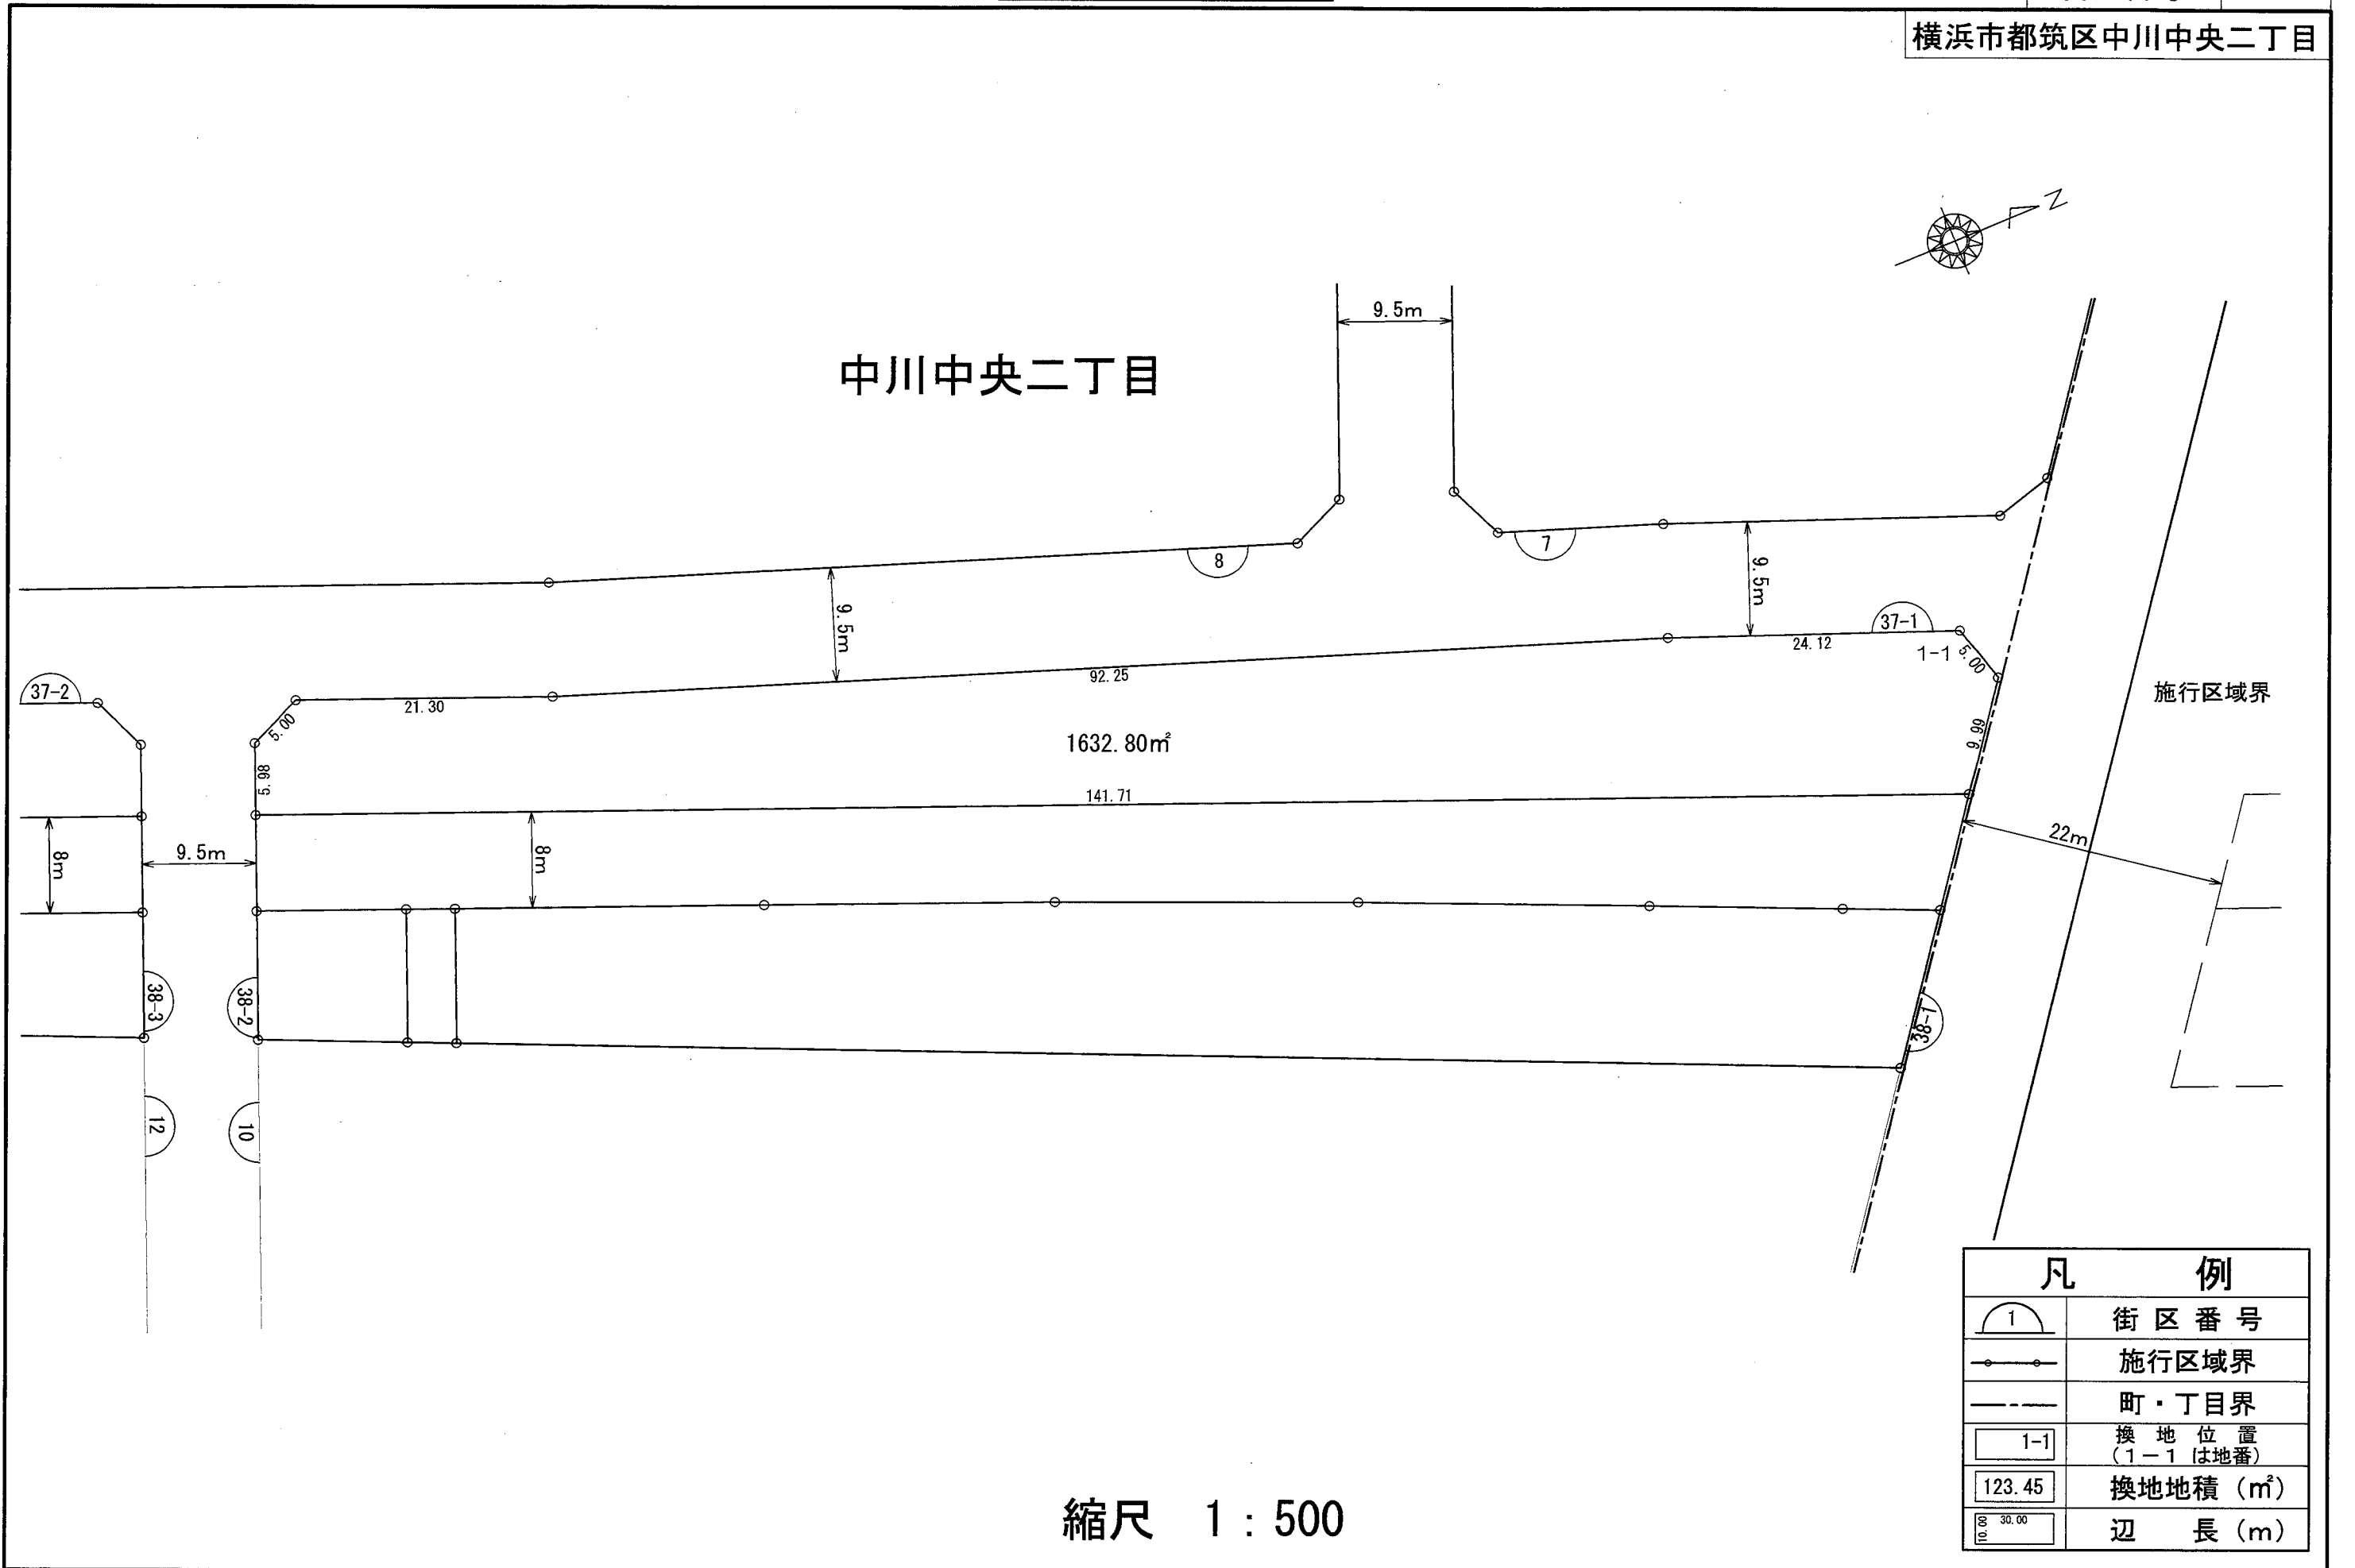 横浜市都筑区中川中央二丁目
N
9.5m
中川中央二丁目
8
7
9.5m
9.5m
37-1
24.12
1-1
5.00
92.25
37-2
21.30
5.00
施行区域界
1632.80㎡
9.99
5.98
141.71
8m
9.5m
8m
22m
38-3
38-2
38-1
12
10
凡 例
1 街区番号
施行区域界
町・丁目界
1-1 換地位置
(1-1は地番)
123.45 換地地積(㎡)
10.00 30.00 辺 長(m)
縮尺 1:500